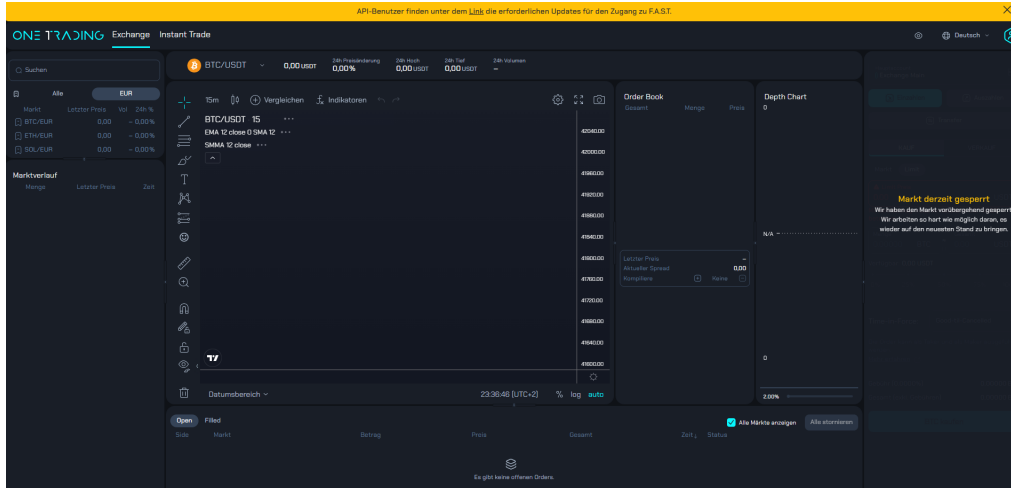 API-Benutzer finden unter dem Link die erforderlichen Updates für den Zugang zu F.A.S.T.
ONE TRADING Exchange Instant Trade
Deutsch
Suchen
Alle EUR
Markt Letzter Preis Vol 24h %
BTC/EUR 0,00 ~ 0,00%
ETH/EUR 0,00 ~ 0,00%
SOL/EUR 0,00 ~ 0,00%
Marktverlauf
Menge Letzter Preis Zeit
BTC/USDT 0,00 USDT
24h Preisänderung
0,00%
24h Hoch
0,00 USDT
24h Tief
0,00 USDT
24h Volumen
–
15m Vergleichen Indikatoren
BTC/USDT 15
EMA 12 close 0 SMA 12
SMMA 12 close
42040.00
42000.00
41960.00
41920.00
41880.00
41840.00
41800.00
41760.00
41720.00
41680.00
41640.00
41600.00
Datumsbereich 23:36:46 (UTC+2) % log auto
Order Book
Gesamt Menge Preis
Letzter Preis –
Aktueller Spread 0,00
Kompiliere Keine
Depth Chart
0
N/A
0
2.00%
Markt derzeit gesperrt
Wir haben den Markt vorübergehend gesperrt.
Wir arbeiten so hart wie möglich daran, es
wieder auf den neuesten Stand zu bringen.
Open Filled
Alle Märkte anzeigen Alle stornieren
Side Markt Betrag Preis Gesamt Zeit Status
Es gibt keine offenen Orders.